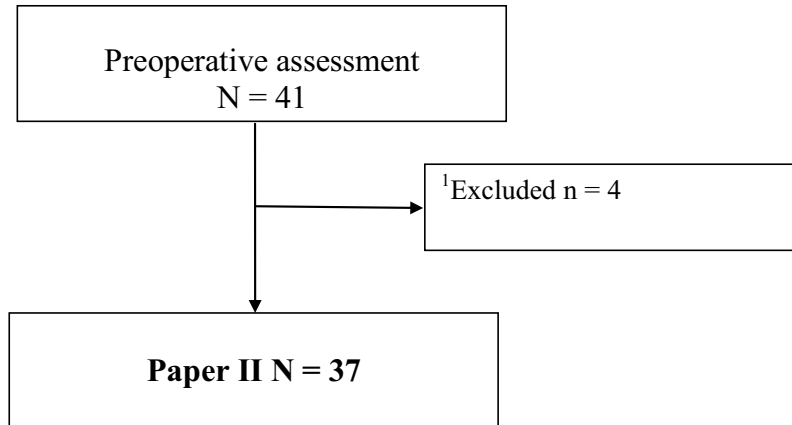 Preoperative assessment
N = 41
¹Excluded n = 4
Paper II N = 37